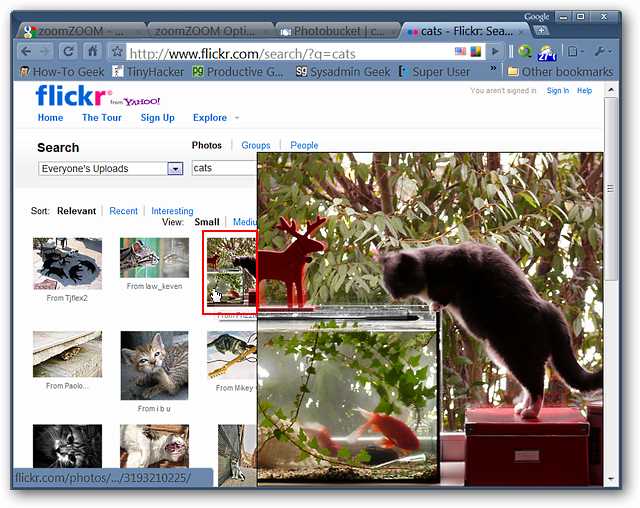 Google
zoomZOOM - ...
zoomZOOM Opti...
Photobucket | c...
cats - Flickr: Sea...
http://www.flickr.com/search/?q=cats
27°
How-To Geek
TinyHacker
Productive G...
Sysadmin Geek
Super User
»
Other bookmarks
flickr
from YAHOO!
You aren't signed in Sign In Help
Home The Tour Sign Up Explore
Search
Photos | Groups | People
Everyone's Uploads
cats
Sort: Relevant | Recent | Interesting
View: Small | Mediu
From Tjflex2
From law_keven
From Paolo...
From i b u
From Mikey
flickr.com/photos/.../3193210225/